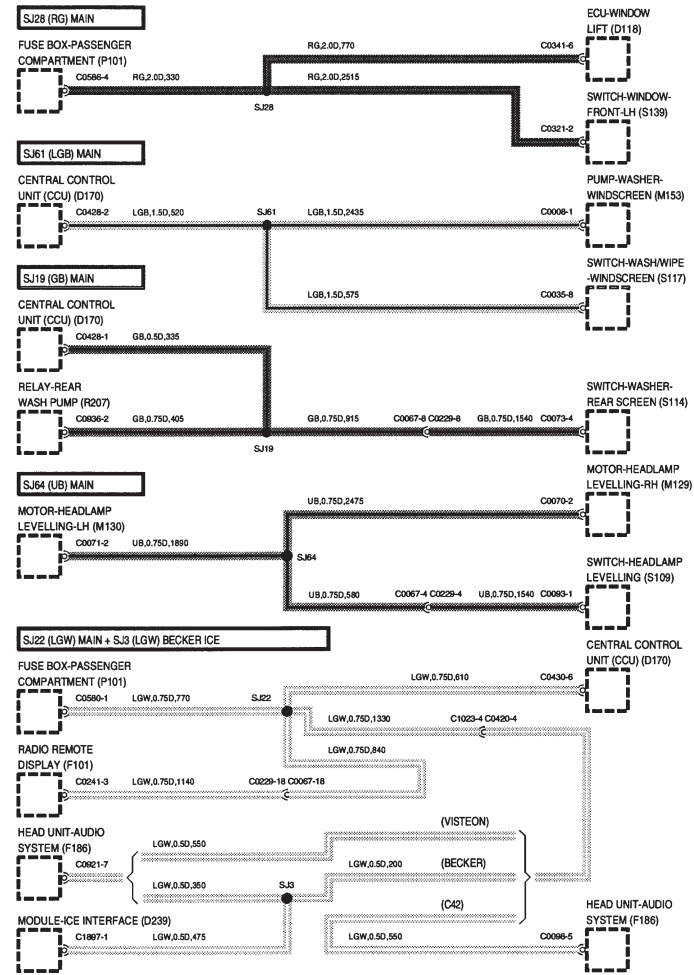 SJ28 (RG) MAIN
ECU-WINDOW
LIFT (D118)
FUSE BOX-PASSENGER
COMPARTMENT (P101)
RG,2.0D,770
C0341-6
C0586-4
RG,2.0D,330
RG,2.0D,2515
SJ28
SWITCH-WINDOW-
FRONT-LH (S139)
C0321-2
SJ61 (LGB) MAIN
CENTRAL CONTROL
UNIT (CCU) (D170)
PUMP-WASHER-
WINDSCREEN (M153)
C0428-2
LGB,1.5D,520
SJ61
LGB,1.5D,2435
C0008-1
SWITCH-WASH/WIPE
-WINDSCREEN (S117)
SJ19 (GB) MAIN
LGB,1.5D,575
C0035-8
CENTRAL CONTROL
UNIT (CCU) (D170)
C0428-1
GB,0.5D,335
RELAY-REAR
WASH PUMP (R207)
SWITCH-WASHER-
REAR SCREEN (S114)
C0936-2
GB,0.75D,405
GB,0.75D,915
C0067-8 C0229-8
GB,0.75D,1540
C0073-4
SJ19
SJ64 (UB) MAIN
MOTOR-HEADLAMP
LEVELLING-RH (M129)
UB,0.75D,2475
C0070-2
MOTOR-HEADLAMP
LEVELLING-LH (M130)
C0071-2
UB,0.75D,1890
SJ64
SWITCH-HEADLAMP
LEVELLING (S109)
UB,0.75D,580
C0067-4 C0229-4
UB,0.75D,1540
C0093-1
SJ22 (LGW) MAIN + SJ3 (LGW) BECKER ICE
CENTRAL CONTROL
UNIT (CCU) (D170)
FUSE BOX-PASSENGER
COMPARTMENT (P101)
LGW,0.75D,610
C0430-6
C0580-1
LGW,0.75D,770
SJ22
LGW,0.75D,1330
C1023-4 C0420-4
RADIO REMOTE
DISPLAY (F101)
LGW,0.75D,840
C0241-3
LGW,0.75D,1140
C0229-18 C0067-18
HEAD UNIT-AUDIO
SYSTEM (F186)
(VISTEON)
LGW,0.5D,550
C0921-7
LGW,0.5D,200
(BECKER)
LGW,0.5D,350
SJ3
(C42)
HEAD UNIT-AUDIO
SYSTEM (F186)
MODULE-ICE INTERFACE (D239)
C1897-1
LGW,0.5D,475
LGW,0.5D,550
C0098-5